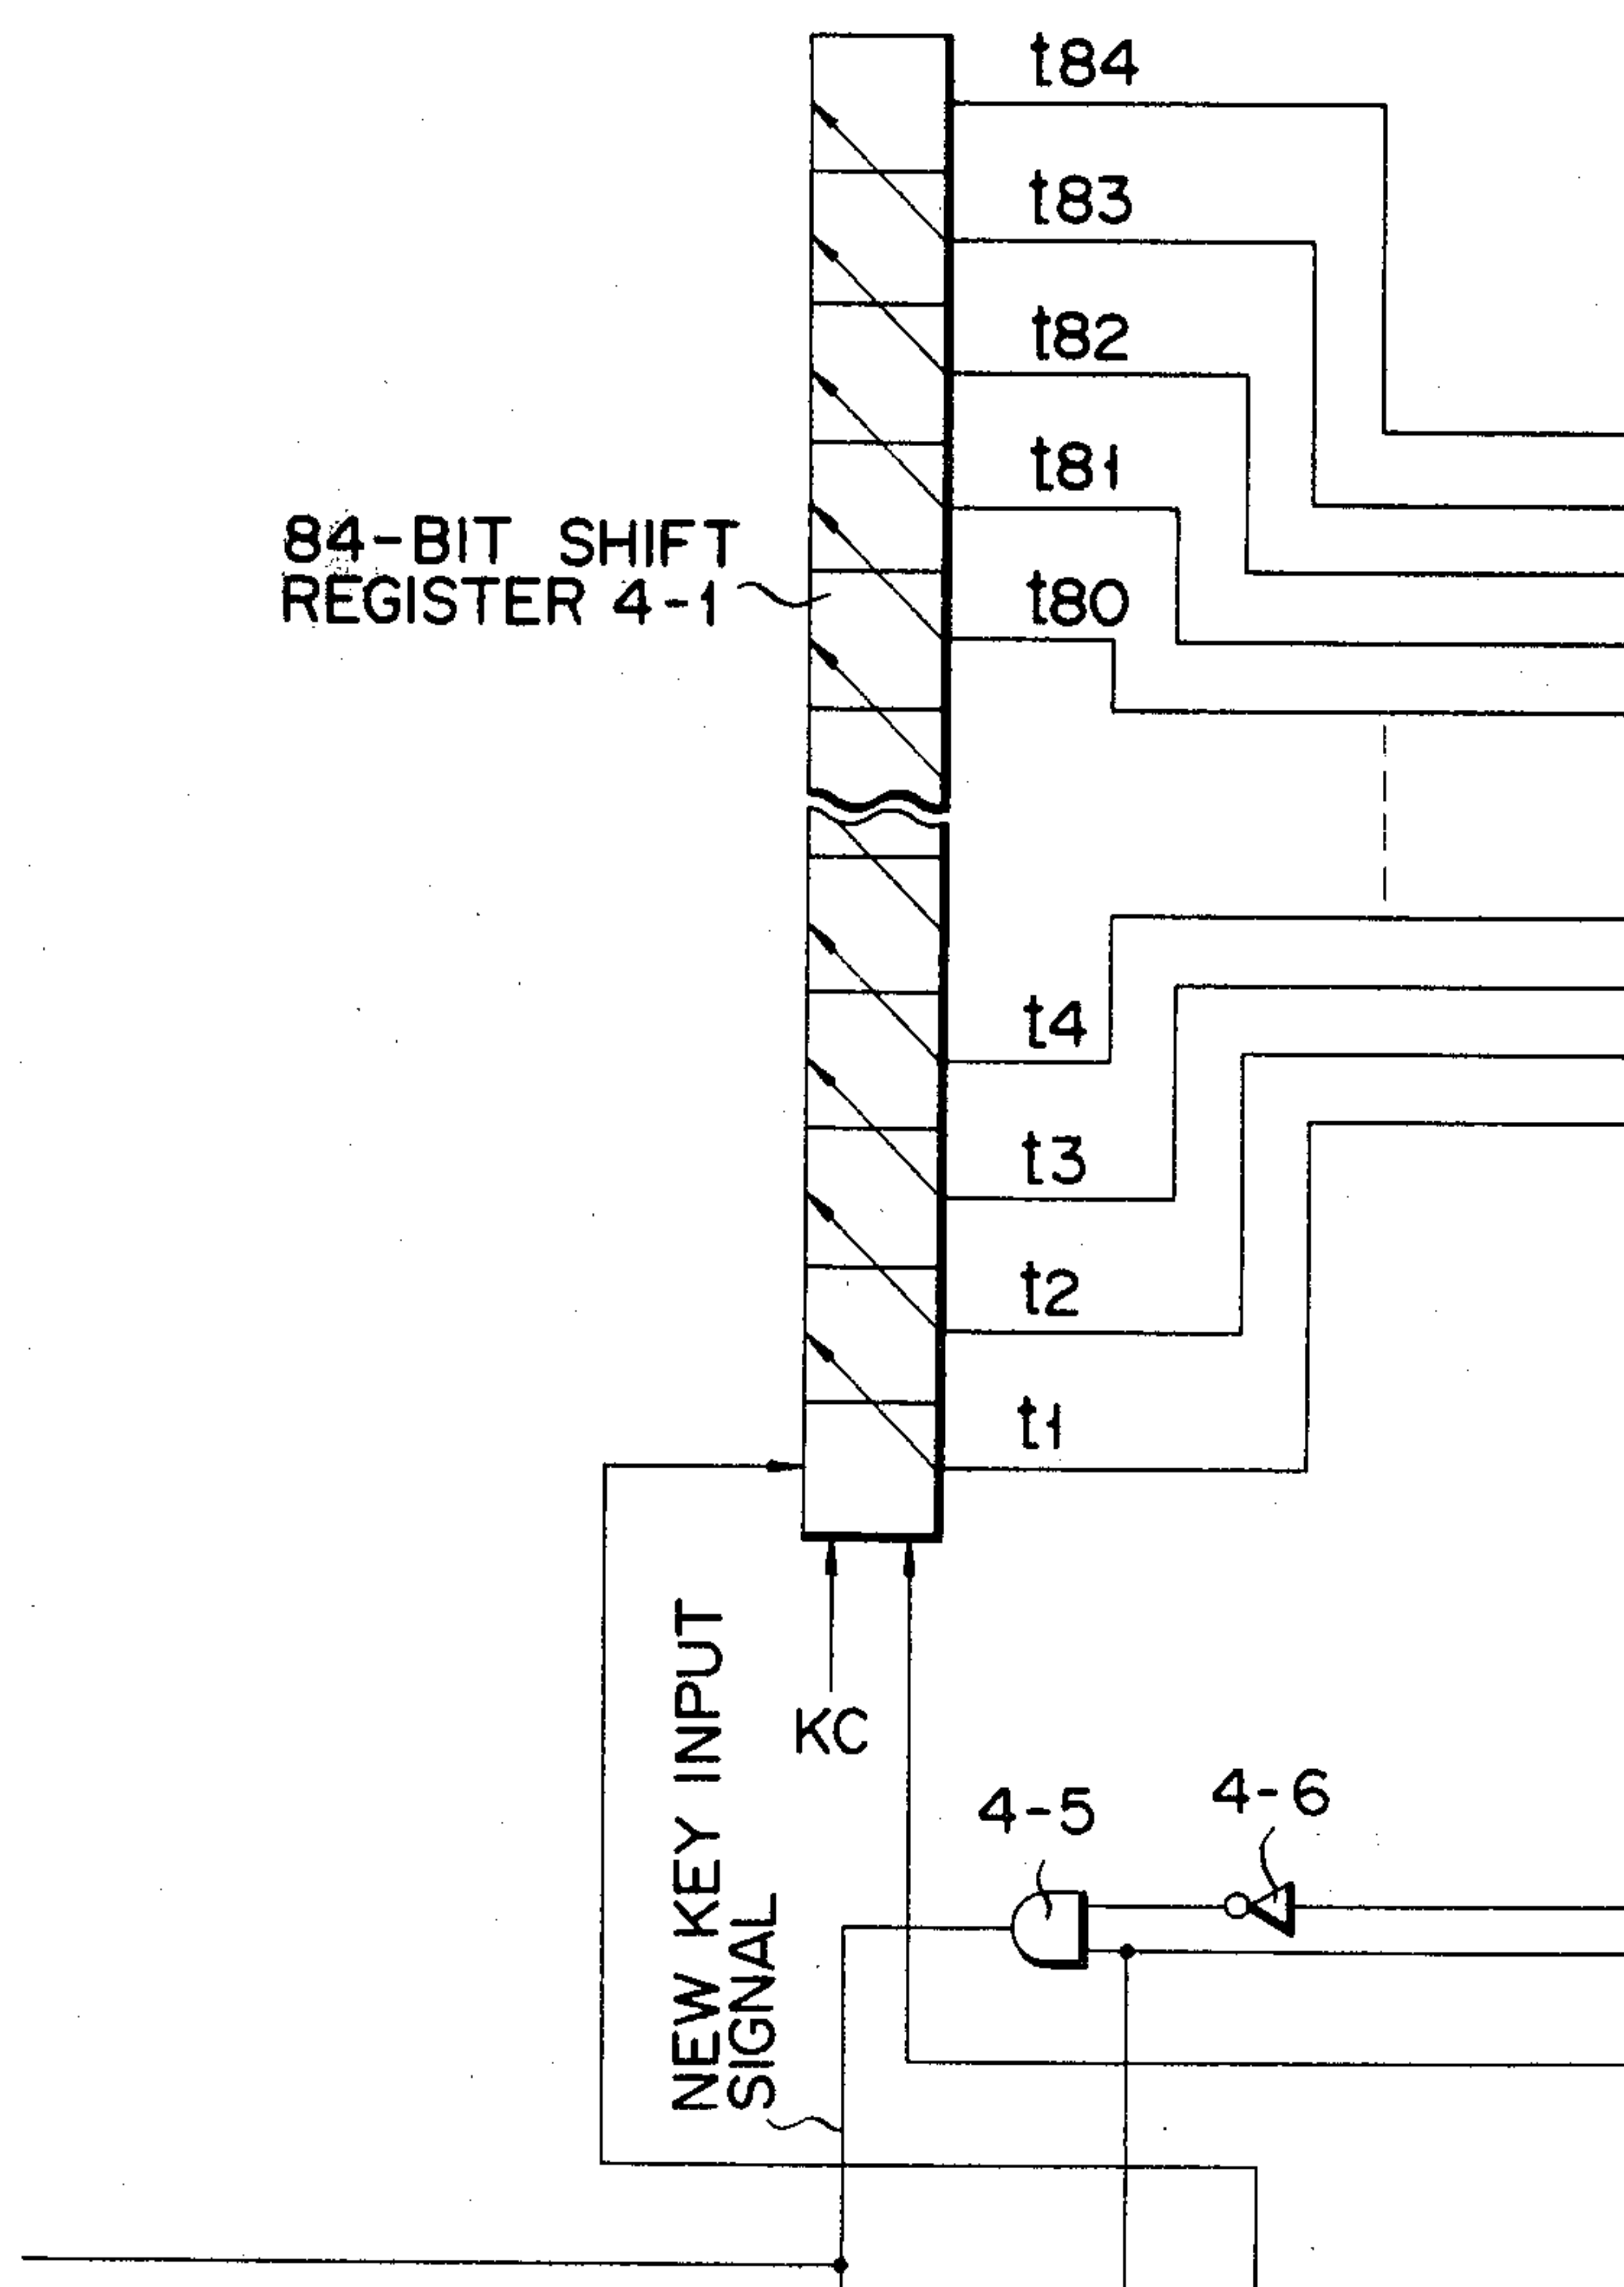 t84
t83
t82
t81
84-BIT SHIFT
REGISTER 4-1
t80
t4
t3
t2
t1
NEW KEY INPUT
SIGNAL
KC
4-5
4-6